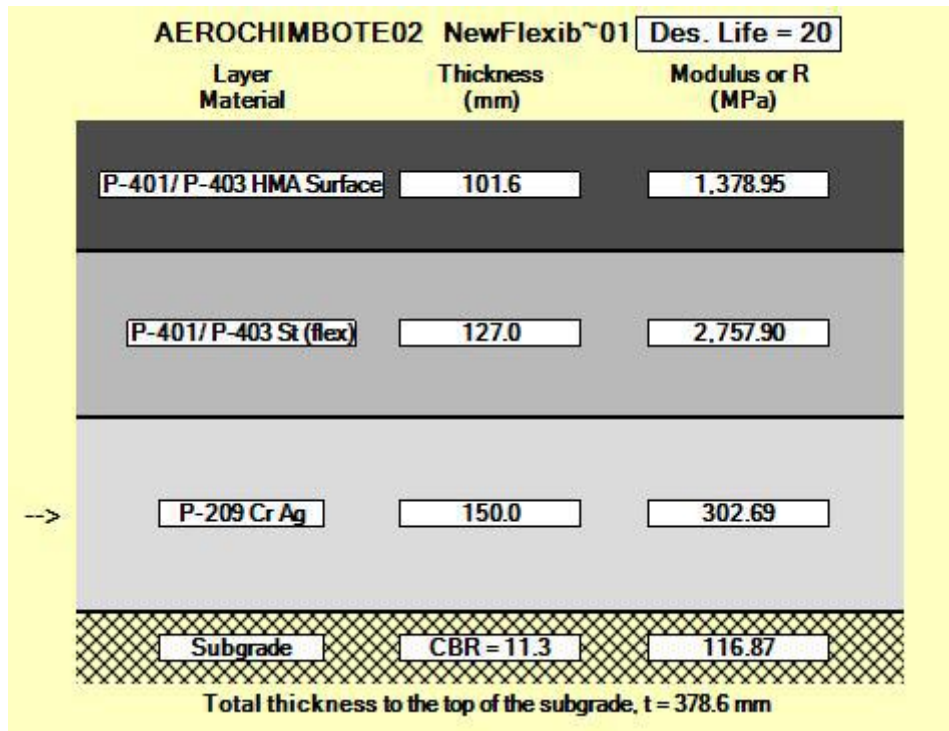 AEROCHIMBOTE02 NewFlexib~01 Des. Life = 20
Layer Material Thickness (mm) Modulus or R (MPa)
P-401/ P-403 HMA Surface 101.6 1,378.95
P-401/ P-403 St (flex) 127.0 2,757.90
--> P-209 Cr Ag 150.0 302.69
Subgrade CBR = 11.3 116.87
Total thickness to the top of the subgrade, t = 378.6 mm